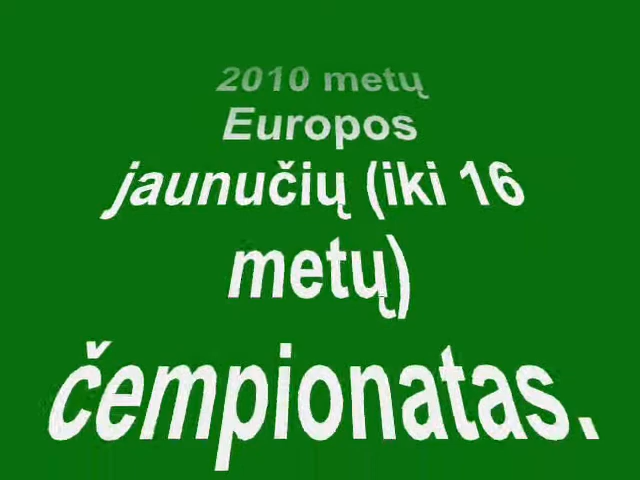 2010 metų
Europos
jaunučių (iki 16
metų)
čempionatas.